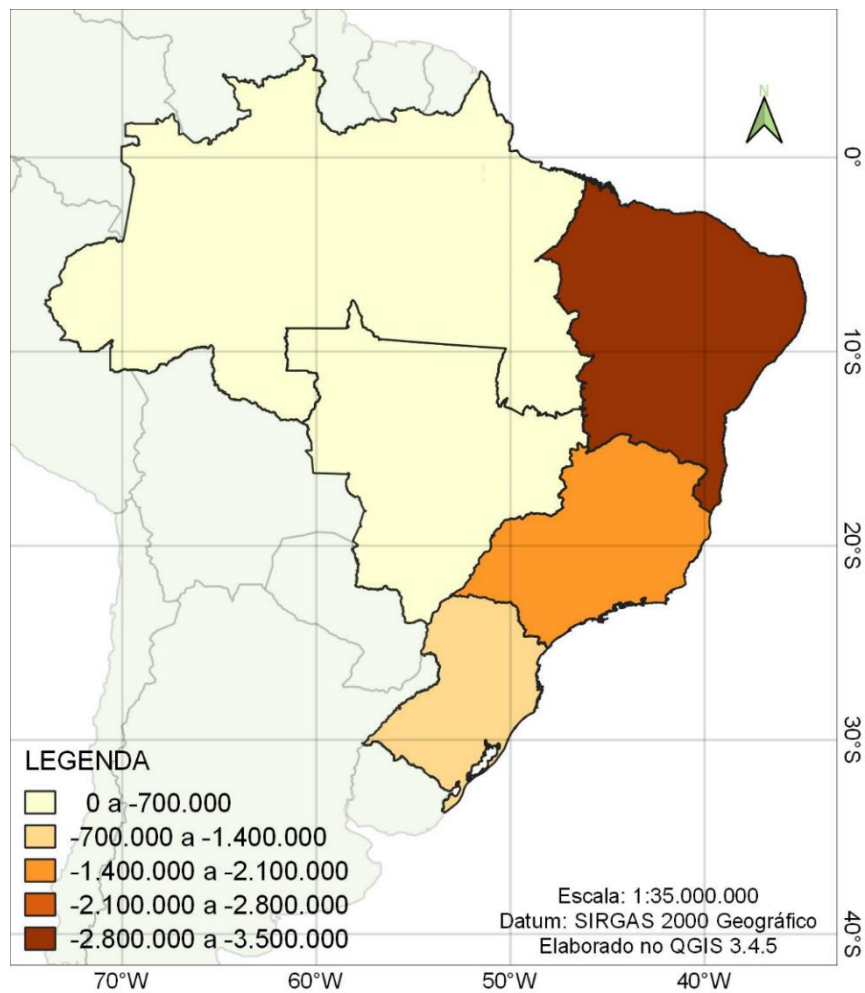 N
0°
10°S
20°S
30°S
40°S
LEGENDA
0 a -700.000
-700.000 a -1.400.000
-1.400.000 a -2.100.000
-2.100.000 a -2.800.000
-2.800.000 a -3.500.000
Escala: 1:35.000.000
Datum: SIRGAS 2000 Geográfico
Elaborado no QGIS 3.4.5
70°W 60°W 50°W 40°W